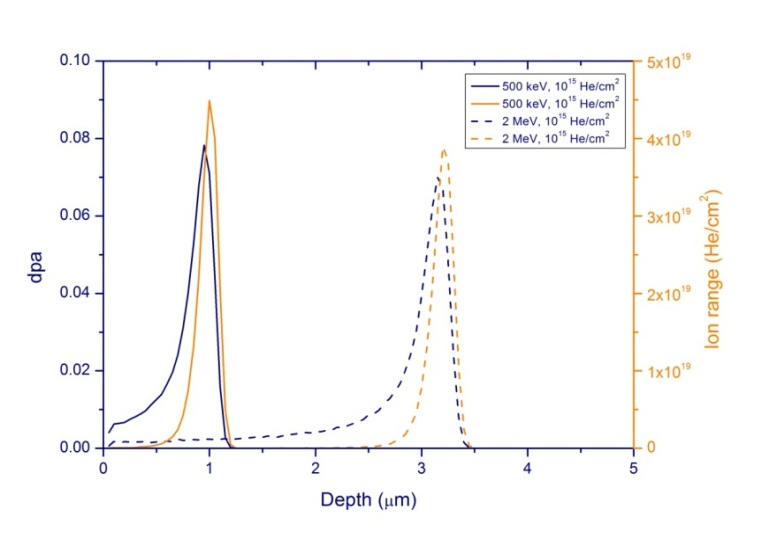 0.10
0.08
0.06
0.04
0.02
0.00
dpa
0 1 2 3 4 5
Depth (μm)
5x10¹⁹
4x10¹⁹
3x10¹⁹
2x10¹⁹
1x10¹⁹
0
Ion range (He/cm²)
500 keV, 10¹⁵ He/cm²
500 keV, 10¹⁵ He/cm²
2 MeV, 10¹⁵ He/cm²
2 MeV, 10¹⁵ He/cm²